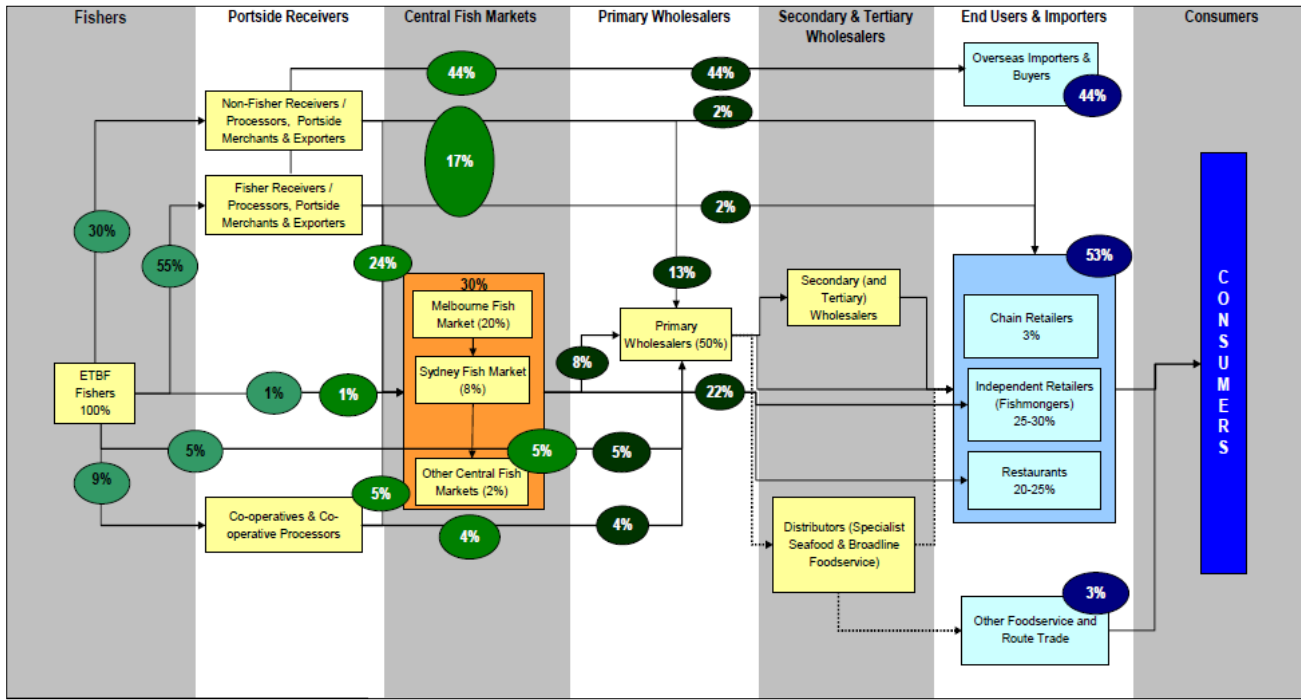 Fishers
Portside Receivers
Central Fish Markets
Primary Wholesalers
Secondary & Tertiary
Wholesalers
End Users & Importers
Consumers
44%
44%
Overseas Importers &
Buyers
44%
Non-Fisher Receivers /
Processors, Portside
Merchants & Exporters
2%
17%
Fisher Receivers /
Processors, Portside
Merchants & Exporters
2%
30%
55%
24%
13%
53%
30%
Melbourne Fish
Market (20%)
Secondary (and
Tertiary)
Wholesalers
Chain Retailers
3%
Primary
Wholesalers (50%)
8%
Sydney Fish Market
(8%)
ETBF
Fishers
100%
1%
1%
22%
Independent Retailers
(Fishmongers)
25-30%
5%
5%
5%
9%
Other Central Fish
Markets (2%)
5%
Restaurants
20-25%
Co-operatives & Co-
operative Processors
4%
4%
Distributors (Specialist
Seafood & Broadline
Foodservice)
3%
Other Foodservice and
Route Trade
CONSUMERS